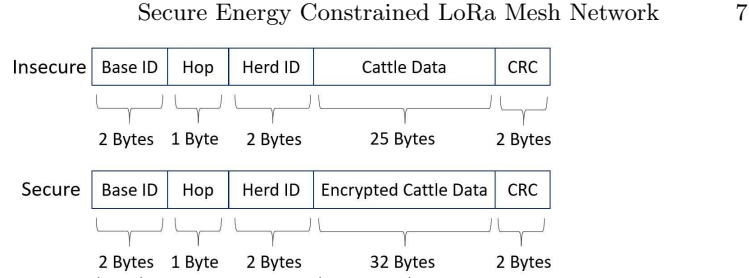 Secure Energy Constrained LoRa Mesh Network 7
Insecure Base ID Hop Herd ID Cattle Data CRC
2 Bytes 1 Byte 2 Bytes 25 Bytes 2 Bytes
Secure Base ID Hop Herd ID Encrypted Cattle Data CRC
2 Bytes 1 Byte 2 Bytes 32 Bytes 2 Bytes